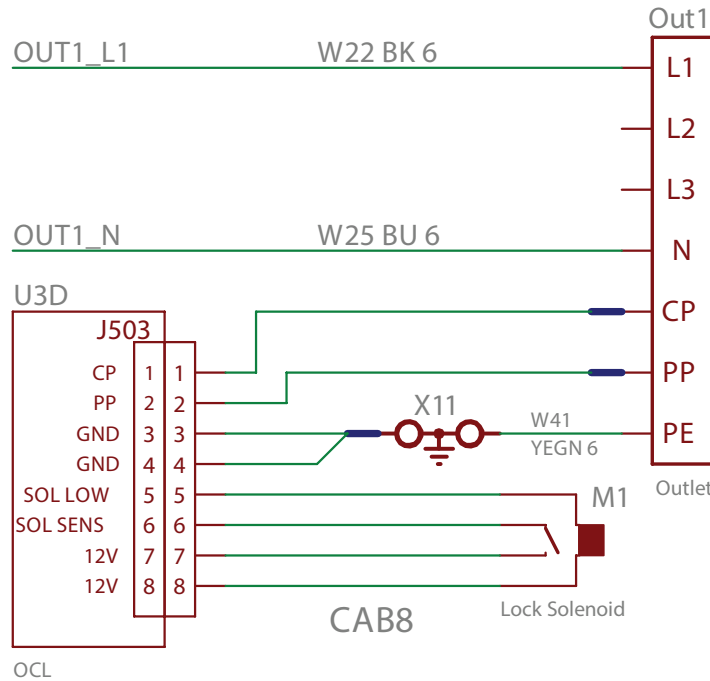 Out1
OUT1_L1
W22 BK 6
L1
L2
L3
OUT1_N
W25 BU 6
N
U3D
CP
J503
CP 1 1
PP 2 2
PP
X11
W41
YEGN 6
PE
GND 3 3
GND 4 4
Outlet
SOL LOW 5 5
M1
SOL SENS 6 6
12V 7 7
12V 8 8
CAB8
Lock Solenoid
OCL